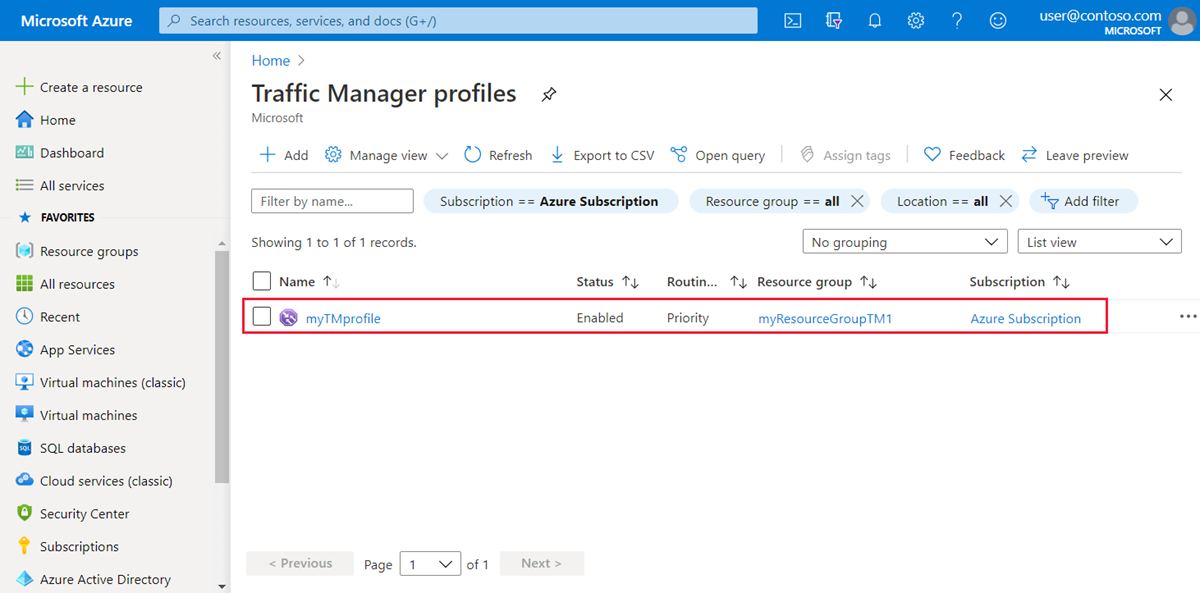 Microsoft Azure
Search resources, services, and docs (G+/)
user@contoso.com
MICROSOFT
Create a resource
Home
Dashboard
All services
FAVORITES
Resource groups
All resources
Recent
App Services
Virtual machines (classic)
Virtual machines
SQL
SQL databases
Cloud services (classic)
Security Center
Subscriptions
Azure Active Directory
Home
Traffic Manager profiles
Microsoft
Add Manage view Refresh Export to CSV Open query Assign tags Feedback Leave preview
Filter by name... Subscription == Azure Subscription Resource group == all Location == all Add filter
Showing 1 to 1 of 1 records. No grouping List view
Name Status Routin... Resource group Subscription
myTMprofile Enabled Priority myResourceGroupTM1 Azure Subscription
< Previous Page 1 of 1 Next >